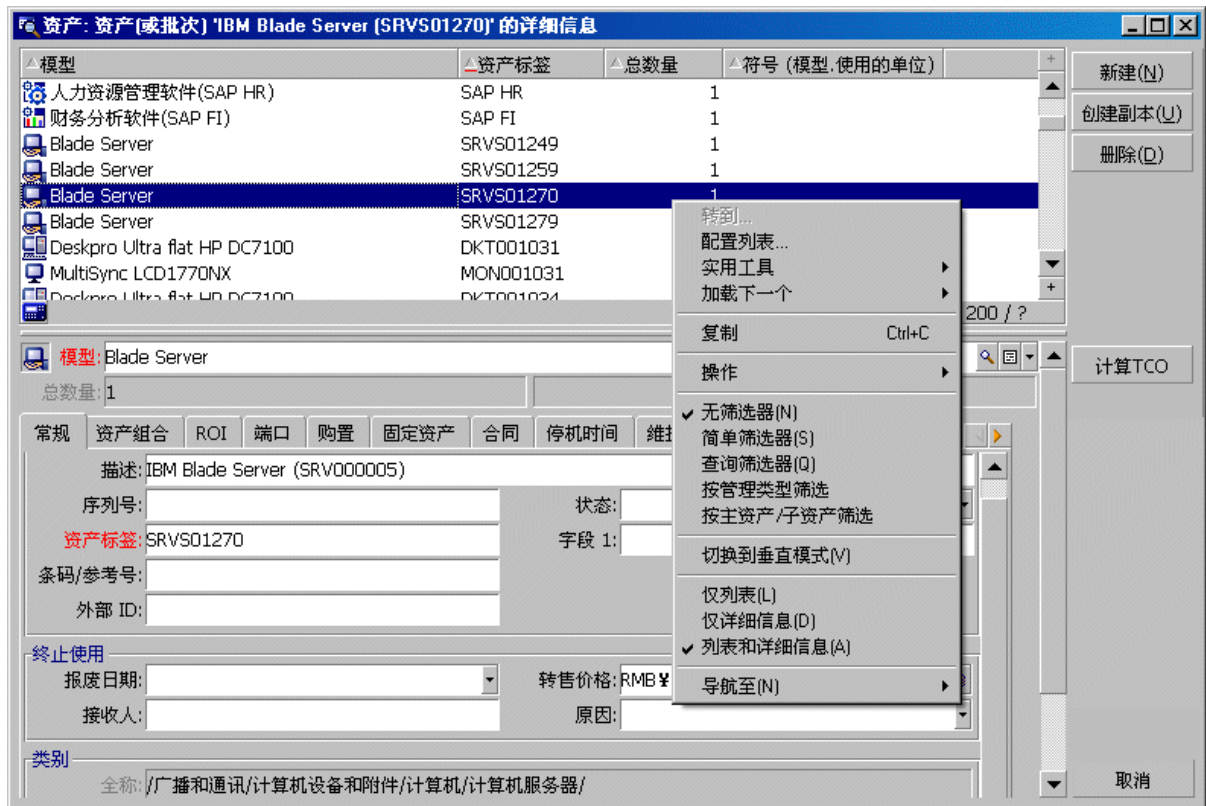 资产: 资产(或批次) 'IBM Blade Server (SRVS01270)' 的详细信息
模型 资产标签 总数量 符号 (模型.使用的单位)
人力资源管理软件(SAP HR) SAP HR 1
财务分析软件(SAP FI) SAP FI 1
Blade Server SRVS01249 1
Blade Server SRVS01259 1
Blade Server SRVS01270 1
Blade Server SRVS01279
Deskpro Ultra flat HP DC7100 DKT001031
MultiSync LCD1770NX MON001031
Deskpro Ultra flat HP DC7100 DKT001034
200 / ?
新建(N)
创建副本(U)
删除(D)
转到...
配置列表...
实用工具
加载下一个
复制 Ctrl+C
操作
无筛选器(N)
简单筛选器(S)
查询筛选器(Q)
按管理类型筛选
按主资产/子资产筛选
切换到垂直模式(V)
仅列表(L)
仅详细信息(D)
列表和详细信息(A)
导航至(N)
模型: Blade Server
计算TCO
总数量: 1
常规 资产组合 ROI 端口 购置 固定资产 合同 停机时间
描述: IBM Blade Server (SRV000005)
序列号: 状态:
资产标签: SRVS01270 字段 1:
条码/参考号:
外部 ID:
终止使用
报废日期: 转售价格: RMB¥
接收人: 原因:
类别
全称: /广播和通讯/计算机设备和附件/计算机/计算机服务器/
取消